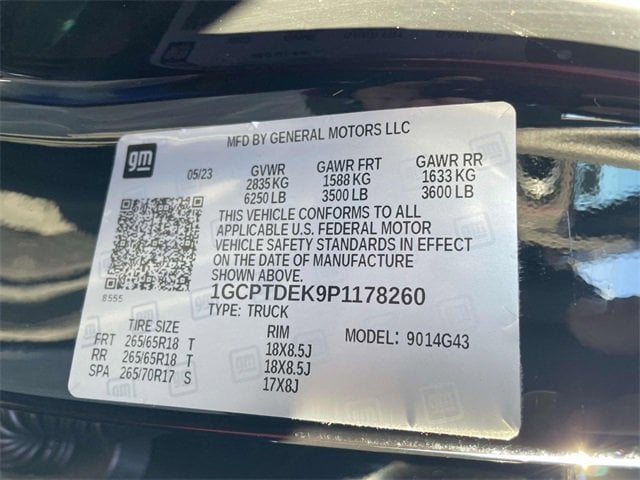 MFD BY GENERAL MOTORS LLC
gm
05/23 GVWR GAWR FRT GAWR RR
2835 KG 1588 KG 1633 KG
6250 LB 3500 LB 3600 LB
THIS VEHICLE CONFORMS TO ALL
APPLICABLE U.S. FEDERAL MOTOR
VEHICLE SAFETY STANDARDS IN EFFECT
ON THE DATE OF MANUFACTURE
SHOWN ABOVE.
8555
1GCPTDEK9P1178260
TYPE: TRUCK
TIRE SIZE RIM MODEL: 9014G43
FRT 265/65R18 T 18X8.5J
RR 265/65R18 T 18X8.5J
SPA 265/70R17 S 17X8J